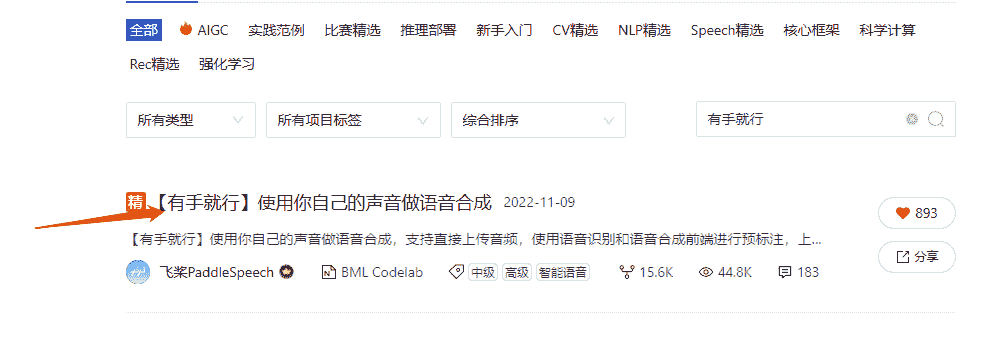 全部 AIGC 实践范例 比赛精选 推理部署 新手入门 CV精选 NLP精选 Speech精选 核心框架 科学计算
Rec精选 强化学习
所有类型 所有项目标签 综合排序 有手就行
精 【有手就行】使用你自己的声音做语音合成 2022-11-09
893
【有手就行】使用你自己的声音做语音合成，支持直接上传音频，使用语音识别和语音合成前端进行预标注，上...
飞桨PaddleSpeech BML Codelab 中级 高级 智能语音 15.6K 44.8K 183
分享